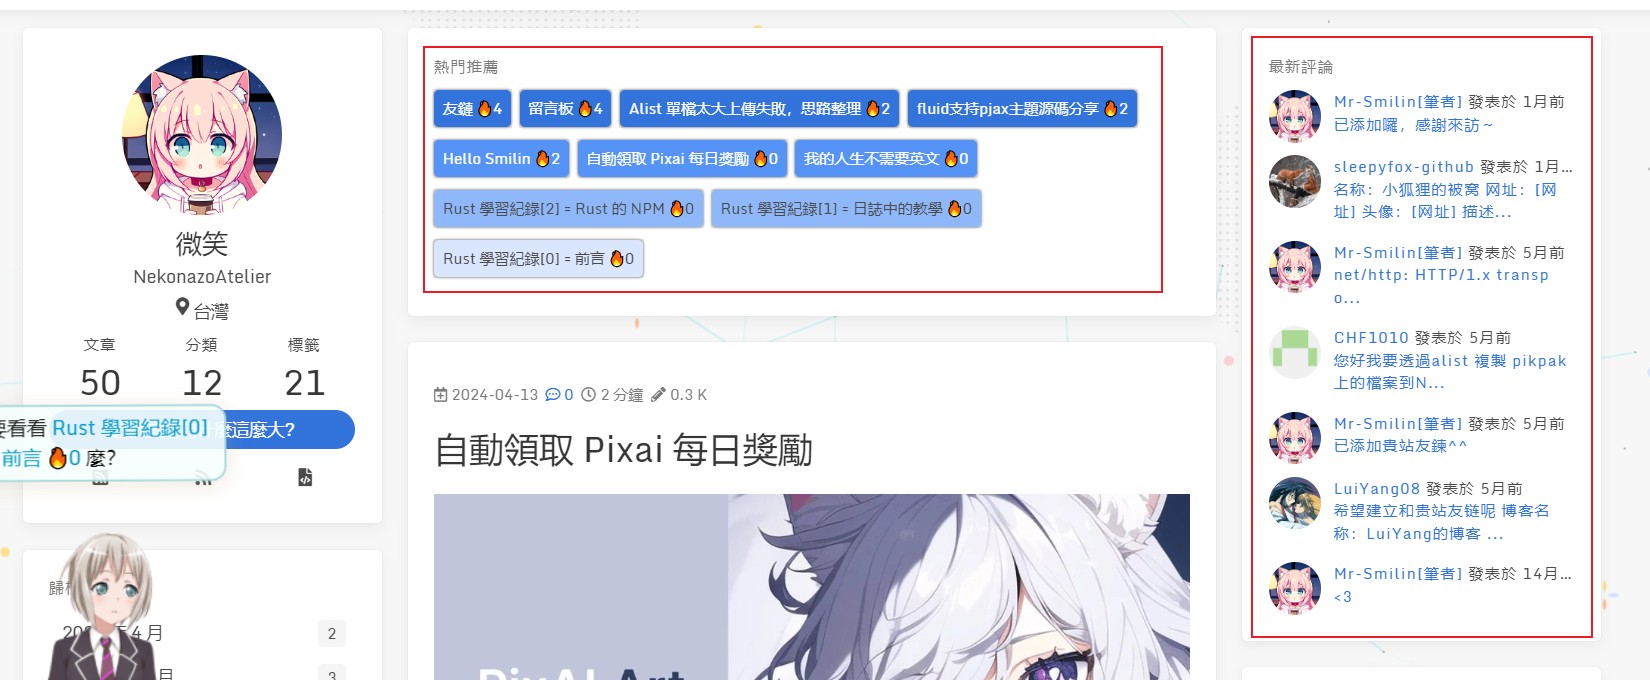 微笑
NekonazoAtelier
台灣
文章 分類 標籤
50 12 21
要看看 Rust 學習紀錄[0]
什麼這麼大?
前言 🔥0 麼?
歸
4 月
2
月
3
熱門推薦
友鏈 🔥4 留言板 🔥4 Alist 單檔太大上傳失敗，思路整理 🔥2 fluid支持pjax主題源碼分享 🔥2
Hello Smilin 🔥2 自動領取 Pixai 每日獎勵 🔥0 我的人生不需要英文 🔥0
Rust 學習紀錄[2] = Rust 的 NPM 🔥0 Rust 學習紀錄[1] = 日誌中的教學 🔥0
Rust 學習紀錄[0] = 前言 🔥0
2024-04-13 0 2 分鐘 0.3 K
自動領取 Pixai 每日獎勵
PixAI Art
最新評論
Mr-Smilin[筆者] 發表於 1月前
已添加囉，感謝來訪～
sleepyfox-github 發表於 1月...
名称：小狐狸的被窝 网址：[网
址] 头像：[网址] 描述...
Mr-Smilin[筆者] 發表於 5月前
net/http: HTTP/1.x transp
o...
CHF1010 發表於 5月前
您好我要透過alist 複製 pikpak
上的檔案到N...
Mr-Smilin[筆者] 發表於 5月前
已添加貴站友鍊^^
LuiYang08 發表於 5月前
希望建立和贵站友链呢 博客名
称：LuiYang的博客 ...
Mr-Smilin[筆者] 發表於 14月...
<3